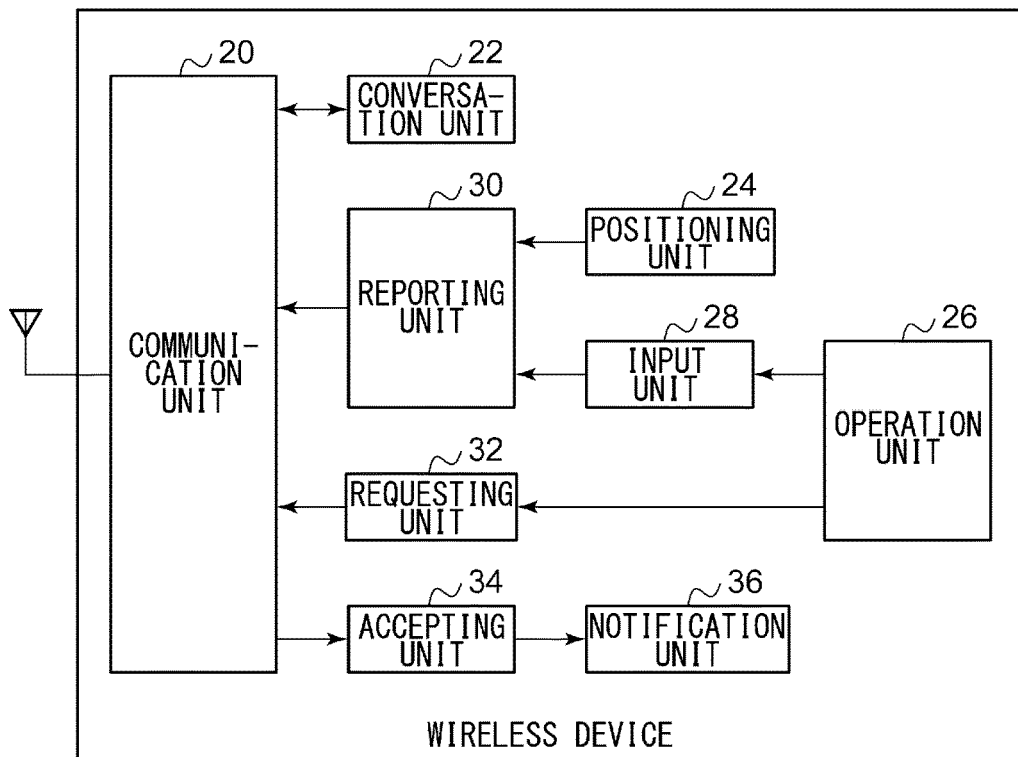 20
22
CONVERSA-
TION UNIT
30
24
POSITIONING
UNIT
REPORTING
UNIT
28
INPUT
UNIT
26
OPERATION
UNIT
COMMUNI-
CATION
UNIT
32
REQUESTING
UNIT
34
ACCEPTING
UNIT
36
NOTIFICATION
UNIT
WIRELESS DEVICE